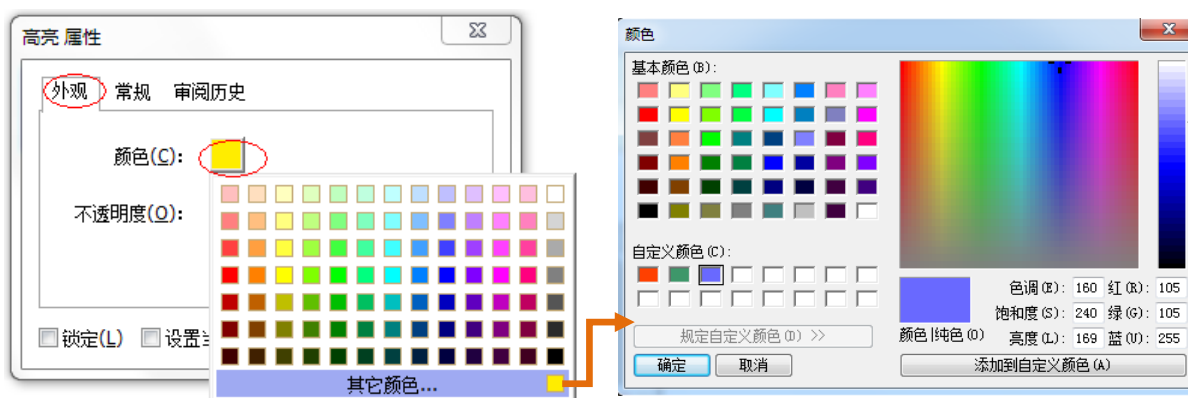 高亮 属性
外观 常规 审阅历史
颜色(C):
不透明度(O):
锁定(L) 设置
其它颜色...
颜色
基本颜色(B):
自定义颜色(C):
规定自定义颜色(D) >>
确定 取消
色调(E): 160 红(R): 105
饱和度(S): 240 绿(G): 105
颜色|纯色(O) 亮度(L): 169 蓝(U): 255
添加到自定义颜色(A)